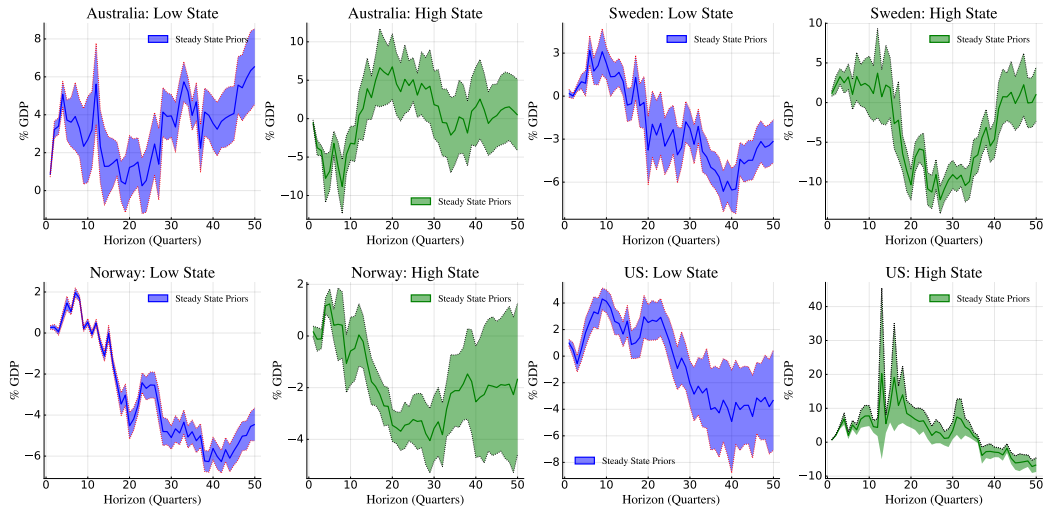 Australia: Low State
Steady State Priors
% GDP
8
6
4
2
0
0
10
20
30
40
50
Horizon (Quarters)
Australia: High State
Steady State Priors
% GDP
10
5
0
−5
−10
0
10
20
30
40
50
Horizon (Quarters)
Sweden: Low State
Steady State Priors
% GDP
3
0
−3
−6
0
10
20
30
40
50
Horizon (Quarters)
Sweden: High State
Steady State Priors
% GDP
10
5
0
−5
−10
0
10
20
30
40
50
Horizon (Quarters)
Norway: Low State
Steady State Priors
% GDP
2
0
−2
−4
−6
0
10
20
30
40
50
Horizon (Quarters)
Norway: High State
Steady State Priors
% GDP
2
0
−2
−4
0
10
20
30
40
50
Horizon (Quarters)
US: Low State
Steady State Priors
% GDP
4
2
0
−2
−4
−6
−8
0
10
20
30
40
50
Horizon (Quarters)
US: High State
Steady State Priors
% GDP
40
30
20
10
0
−10
0
10
20
30
40
50
Horizon (Quarters)